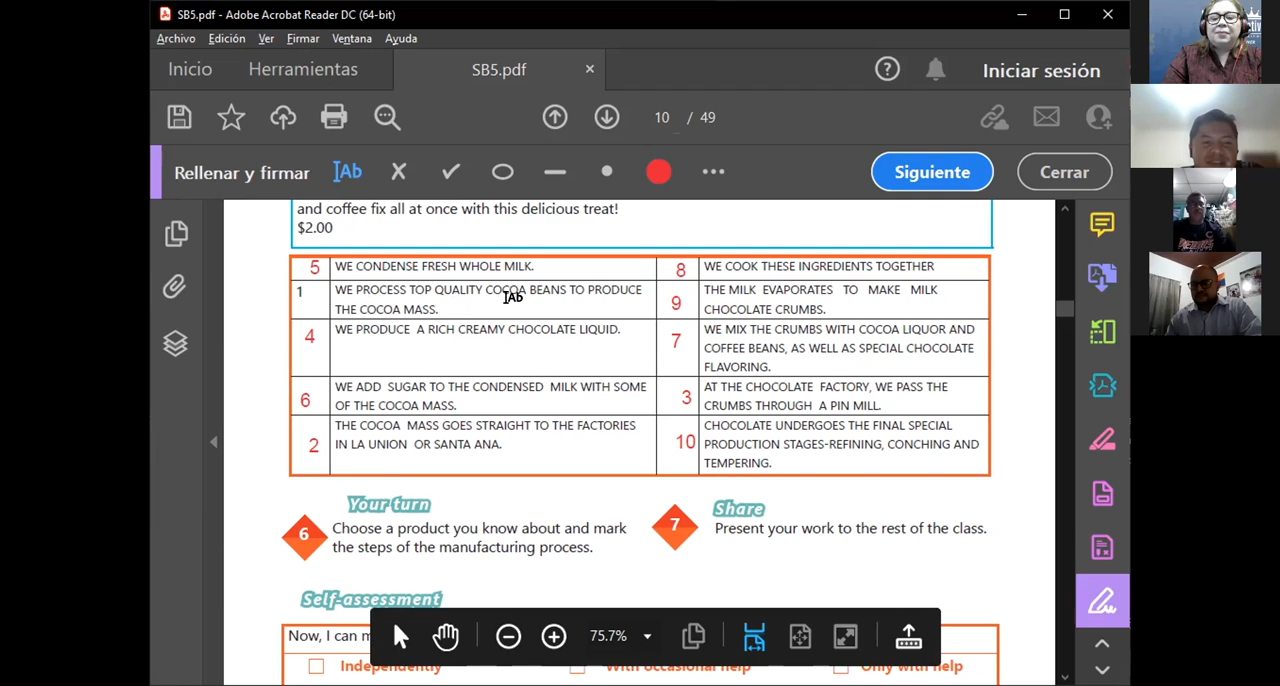 SB5.pdf - Adobe Acrobat Reader DC (64-bit)
Archivo Edición Ver Firmar Ventana Ayuda
Inicio Herramientas SB5.pdf × Iniciar sesión
10 / 49
Rellenar y firmar Ab Siguiente Cerrar
and coffee fix all at once with this delicious treat!
$2.00
5 WE CONDENSE FRESH WHOLE MILK.
8 WE COOK THESE INGREDIENTS TOGETHER
1 WE PROCESS TOP QUALITY COCOA BEANS TO PRODUCE
THE COCOA MASS.
9 THE MILK EVAPORATES TO MAKE MILK
CHOCOLATE CRUMBS.
4 WE PRODUCE A RICH CREAMY CHOCOLATE LIQUID.
7 WE MIX THE CRUMBS WITH COCOA LIQUOR AND
COFFEE BEANS, AS WELL AS SPECIAL CHOCOLATE
FLAVORING.
6 WE ADD SUGAR TO THE CONDENSED MILK WITH SOME
OF THE COCOA MASS.
3 AT THE CHOCOLATE FACTORY, WE PASS THE
CRUMBS THROUGH A PIN MILL.
2 THE COCOA MASS GOES STRAIGHT TO THE FACTORIES
IN LA UNION OR SANTA ANA.
10 CHOCOLATE UNDERGOES THE FINAL SPECIAL
PRODUCTION STAGES-REFINING, CONCHING AND
TEMPERING.
Your turn
6 Choose a product you know about and mark
the steps of the manufacturing process.
Share
7 Present your work to the rest of the class.
Self-assessment
Now, I can
75.7%
Independently With occasional help Only with help